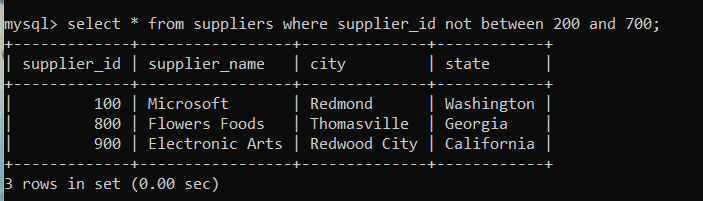 mysql> select * from suppliers where supplier_id not between 200 and 700;
+-------------+-----------------+--------------+------------+
| supplier_id | supplier_name   | city         | state      |
+-------------+-----------------+--------------+------------+
|         100 | Microsoft       | Redmond      | Washington |
|         800 | Flowers Foods   | Thomasville  | Georgia    |
|         900 | Electronic Arts | Redwood City | California |
+-------------+-----------------+--------------+------------+
3 rows in set (0.00 sec)